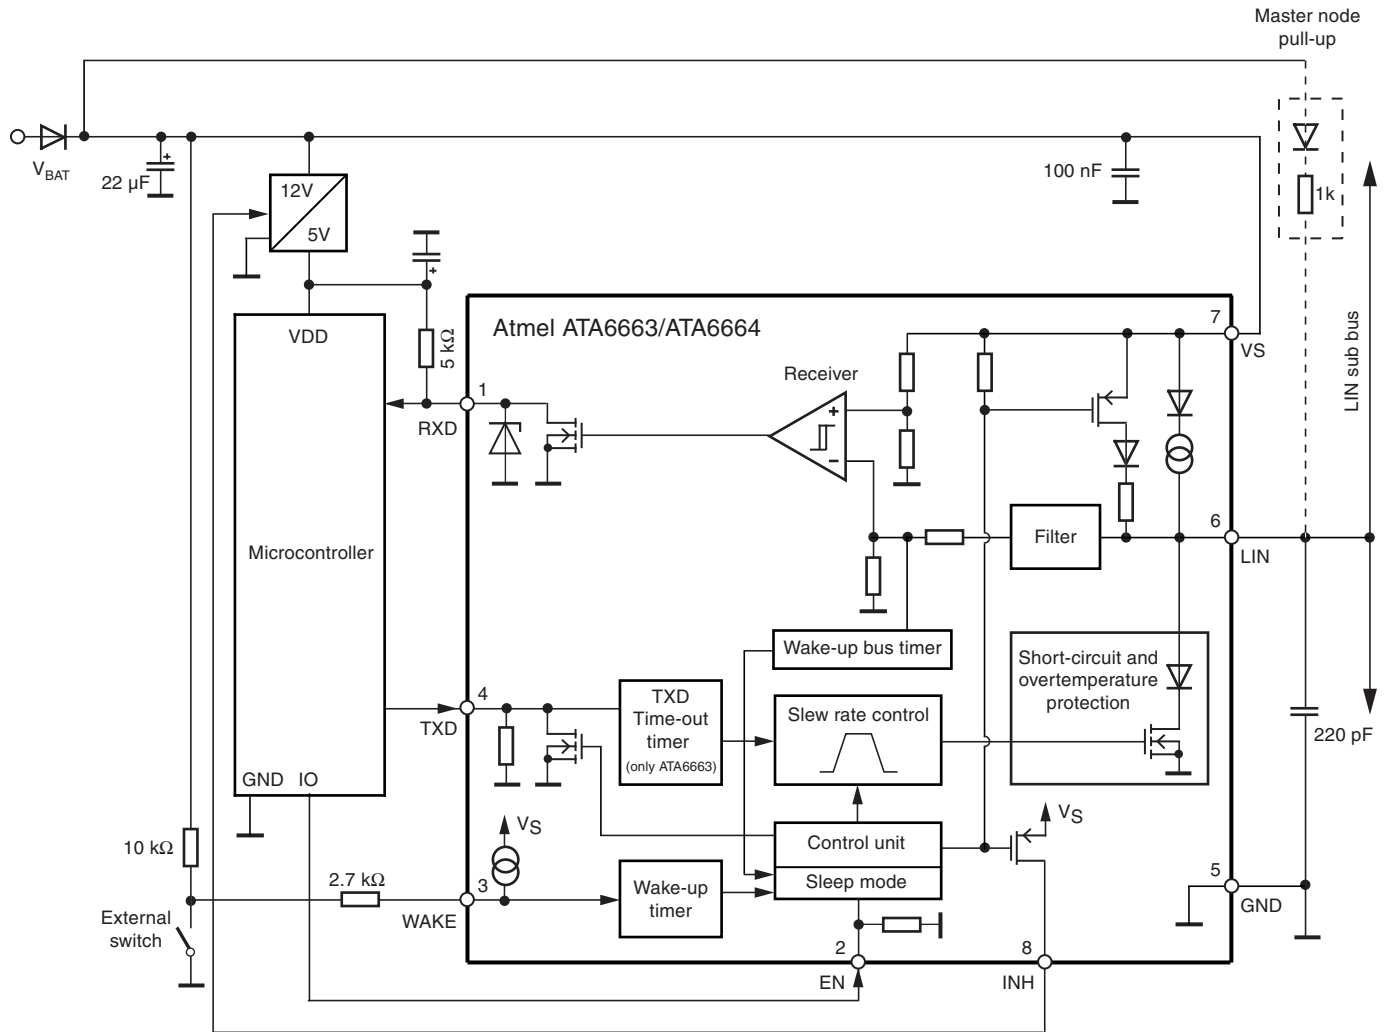 Master node
pull-up
VBAT
22 µF
12V
5V
100 nF
1k
LIN sub bus
VDD
5 kΩ
Atmel ATA6663/ATA6664
7
VS
Receiver
1
RXD
+
-
Microcontroller
Filter
6
LIN
Wake-up bus timer
Short-circuit and
overtemperature
protection
4
TXD
TXD
Time-out
timer
(only ATA6663)
Slew rate control
220 pF
GND
IO
VS
VS
Control unit
Sleep mode
10 kΩ
2.7 kΩ
3
WAKE
Wake-up
timer
5
GND
External
switch
2
EN
8
INH